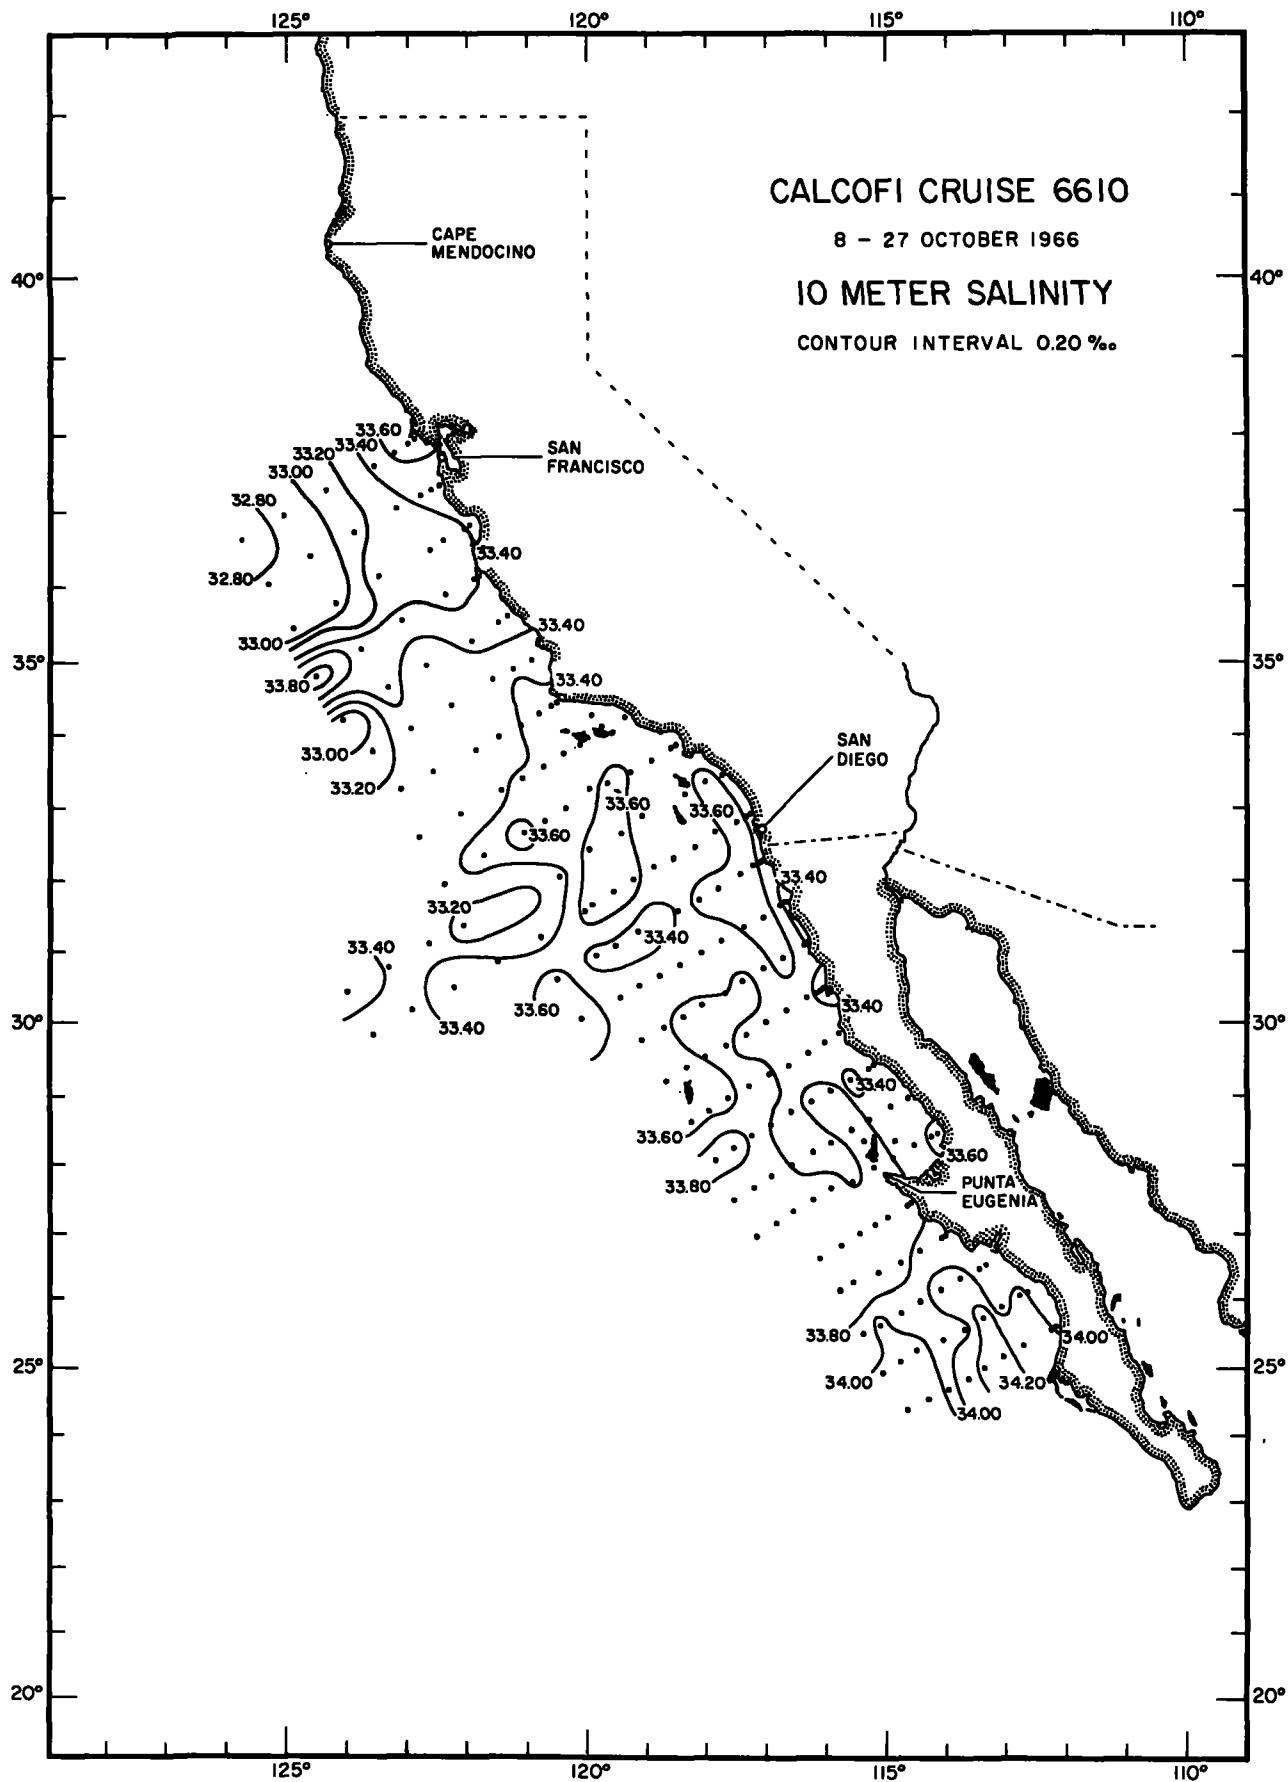 125° 120° 115° 110°
CALCOFI CRUISE 6610
8 – 27 OCTOBER 1966
10 METER SALINITY
CONTOUR INTERVAL 0.20 ‰
CAPE
MENDOCINO
40° 40°
33.60
33.40
33.20
33.00
32.80
SAN
FRANCISCO
33.40
32.80
33.40
33.00
35° 35°
33.80
33.40
33.00
33.20
SAN
DIEGO
33.60
33.60
33.60
33.40
33.20
33.40
33.40
33.60
33.40
33.40
30° 30°
33.40
33.60
33.60
33.80
PUNTA
EUGENIA
33.80
34.00
25° 25°
34.00
34.20
34.00
20° 20°
125° 120° 115° 110°